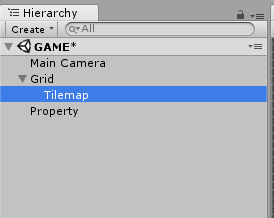 Hierarchy
Create All
GAME*
Main Camera
Grid
Tilemap
Property